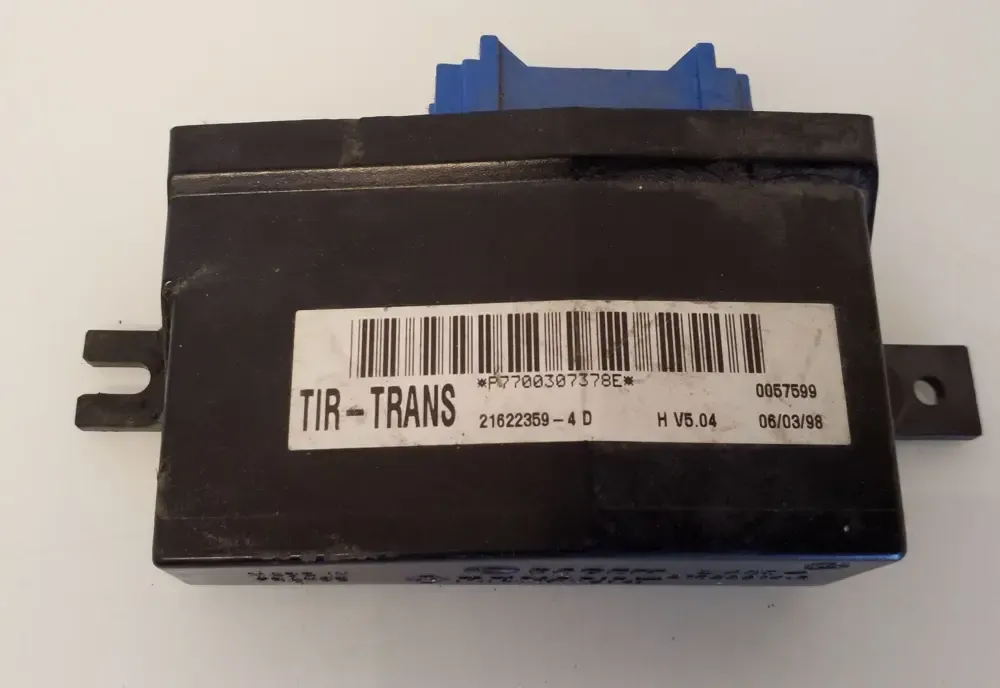 *P7700307378E*
0057599
TIR-TRANS
21622359-4 D H V5.04 06/03/98